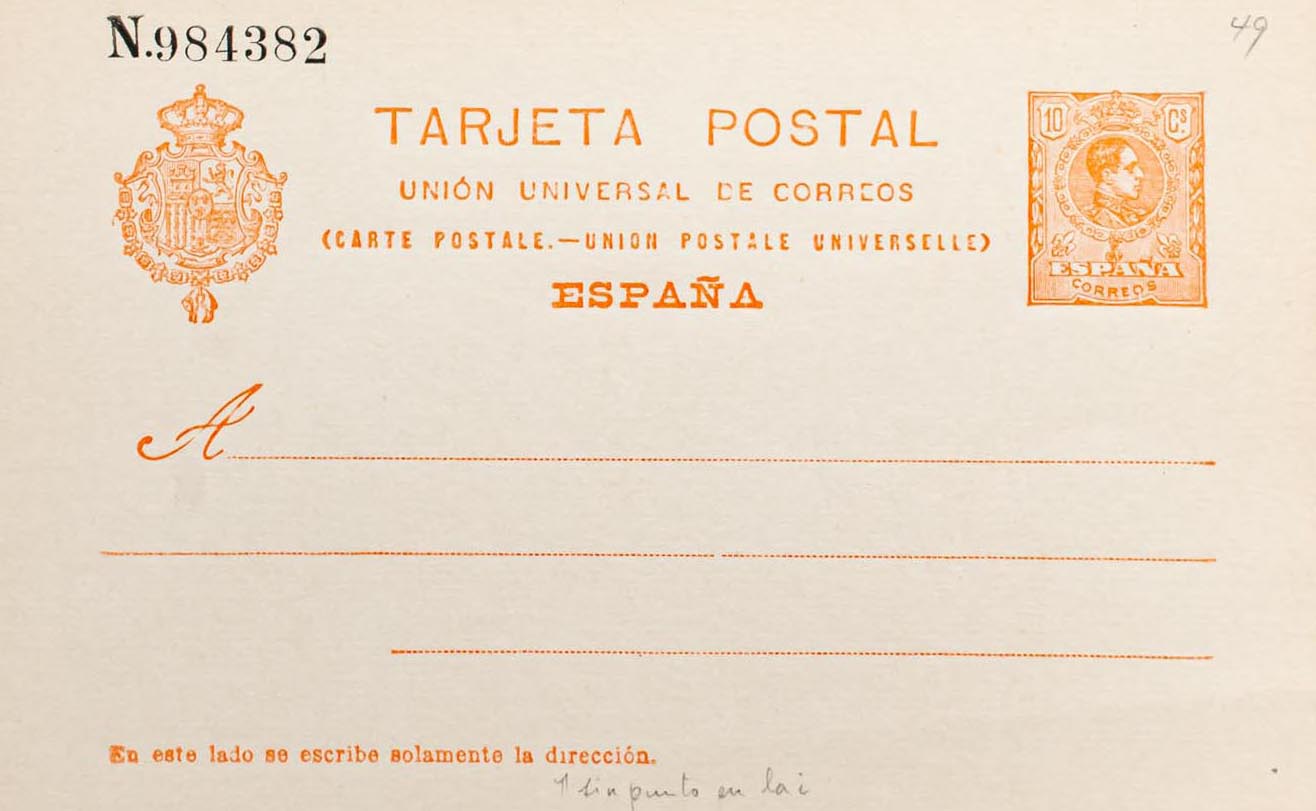 N.984382
49
TARJETA POSTAL
10 Cs.
UNIÓN UNIVERSAL DE CORREOS
(CARTE POSTALE.—UNION POSTALE UNIVERSELLE)
ESPAÑA
ESPAÑA
CORREOS
A
En este lado se escribe solamente la dirección.
↑ sin punto en la i